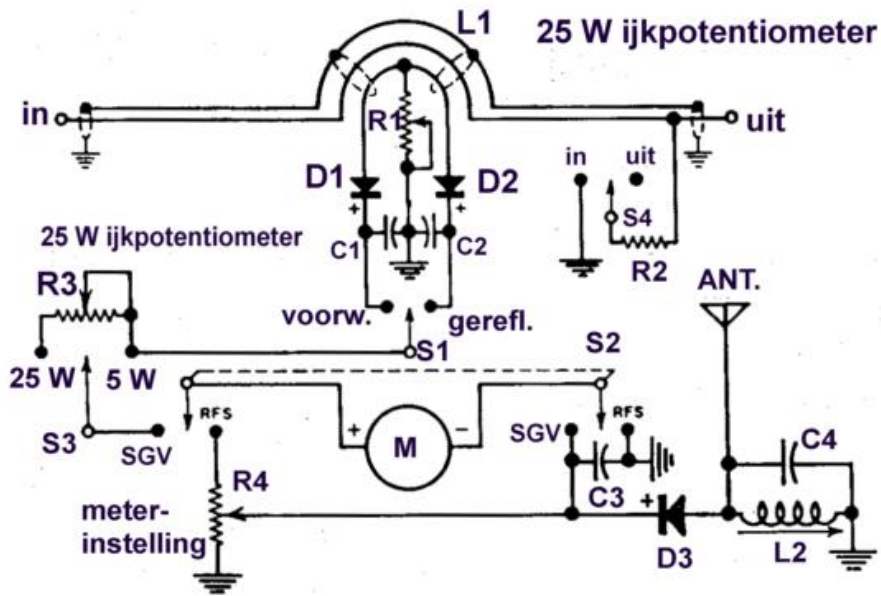 L1
25 W ijkpotentiometer
in
R1
uit
D1
D2
in
uit
S4
R2
25 W ijkpotentiometer
C1
C2
R3
voorw.
gerefl.
ANT.
25 W
5 W
S1
S2
S3
SGV
RFS
+
M
−
SGV
RFS
C3
C4
R4
meter-
instelling
+
D3
L2
+
+